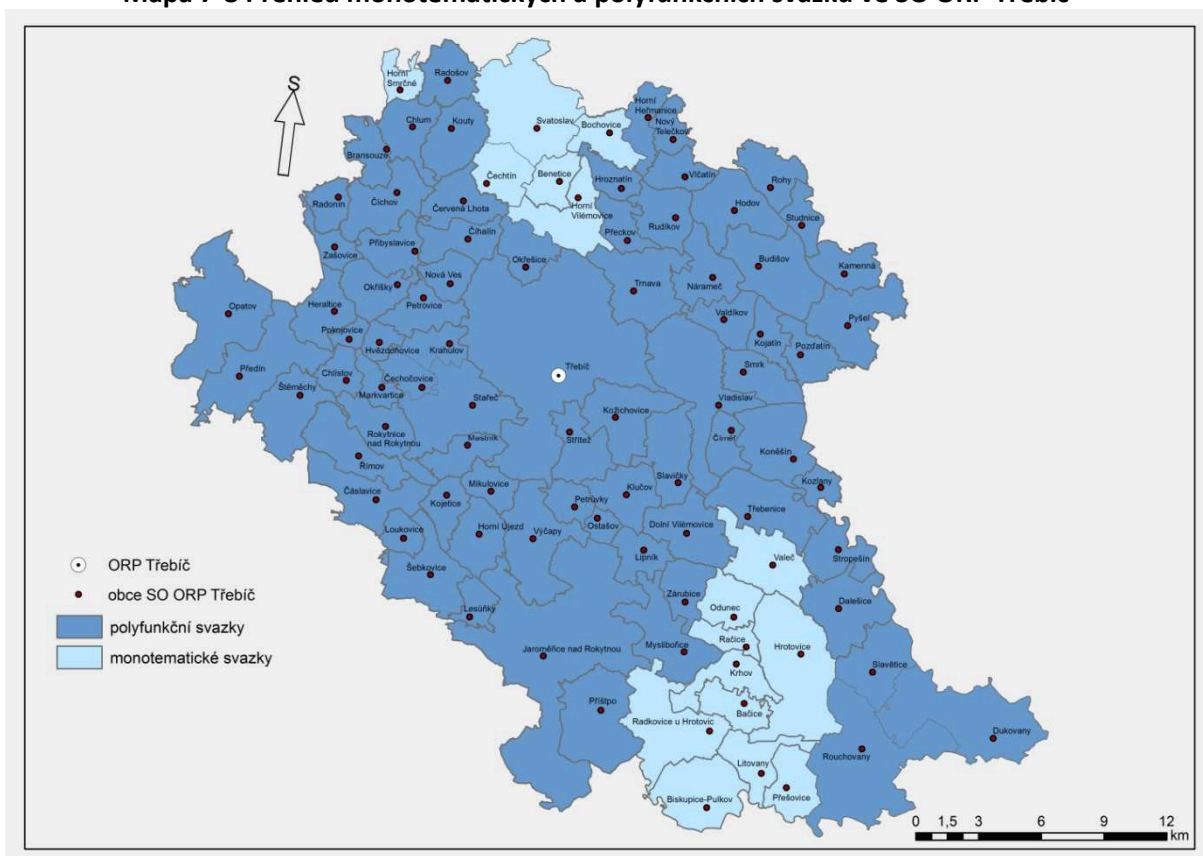 Mapa 7-3 Přehled monotematických a polyfunkčních svazků ve SO ORP Třebíč
S
Horní Smrčné
Radošov
Chlum
Kouty
Svatoslav
Bochovice
Horní Heřmanice
Nový Telečkov
Bransouze
Čechtín
Benetice
Horní Vilémovice
Hroznatín
Vlčatín
Rohy
Radonín
Číchov
Červená Lhota
Rudíkov
Hodov
Studnice
Zašovice
Přibyslavice
Číhalín
Přeckov
Okřešice
Budišov
Kamenná
Okříšky
Nová Ves
Petrovice
Trnava
Nárameč
Opatov
Heraltice
Pokojovice
Hvězdoňovice
Krahulov
Valdíkov
Kojatín
Pyšel
Pozďatín
Předín
Štěměchy
Chlístov
Markvartice
Čechočovice
Třebíč
Smrk
Stařeč
Kožichovice
Vladislav
Rokytnice nad Rokytnou
Mastník
Střítež
Číměř
Koněšín
Římov
Čáslavice
Kojetice
Mikulovice
Petrůvky
Klučov
Slavičky
Kozlany
Loukovice
Horní Újezd
Výčapy
Ostašov
Dolní Vilémovice
Třebenice
Šebkovice
Lipník
Valeč
Stropešín
Lesůňky
Zárubice
Odunec
Dalešice
Jaroměřice nad Rokytnou
Myslibořice
Račice
Hrotovice
Krhov
Slavětice
Příštpo
Radkovice u Hrotovic
Bačice
Dukovany
Rouchovany
Litovany
Biskupice-Pulkov
Přešovice
ORP Třebíč
obce SO ORP Třebíč
polyfunkční svazky
monotematické svazky
0 1,5 3 6 9 12
km